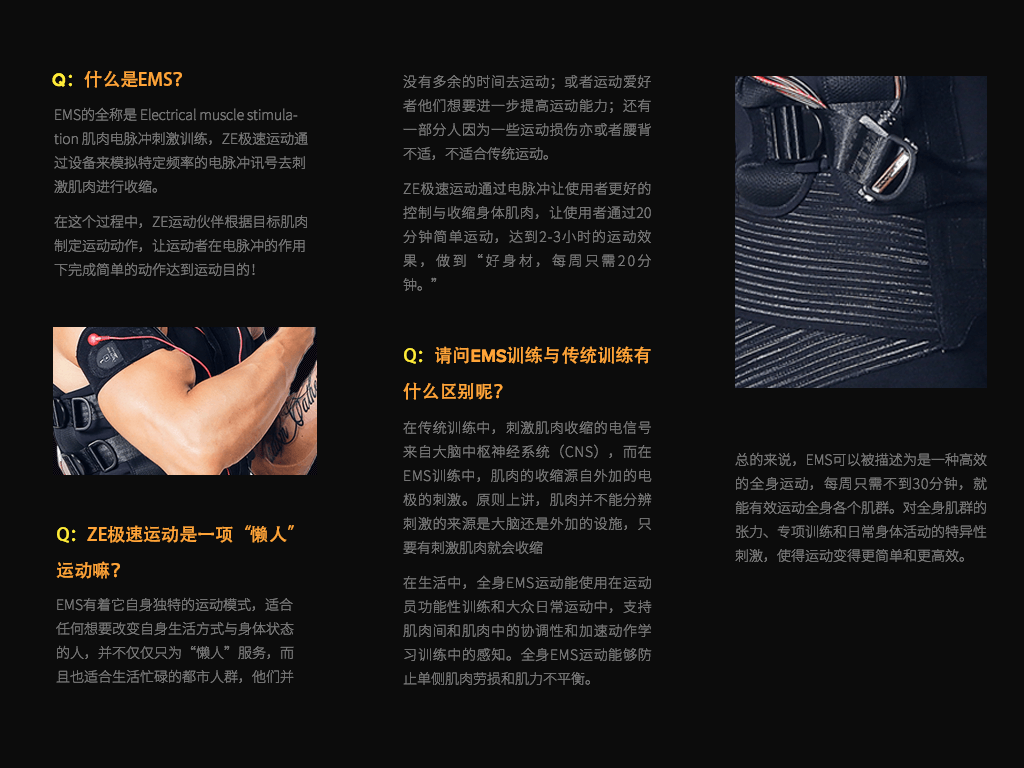 Q：什么是EMS?
EMS的全称是 Electrical muscle stimula-
tion 肌肉电脉冲刺激训练，ZE极速运动通
过设备来模拟特定频率的电脉冲讯号去刺
激肌肉进行收缩。
在这个过程中，ZE运动伙伴根据目标肌肉
制定运动动作，让运动者在电脉冲的作用
下完成简单的动作达到运动目的！
Q：ZE极速运动是一项“懒人”
运动嘛？
EMS有着它自身独特的运动模式，适合
任何想要改变自身生活方式与身体状态
的人，并不仅仅只为“懒人”服务，而
且也适合生活忙碌的都市人群，他们并
没有多余的时间去运动；或者运动爱好
者他们想要进一步提高运动能力；还有
一部分人因为一些运动损伤亦或者腰背
不适，不适合传统运动。
ZE极速运动通过电脉冲让使用者更好的
控制与收缩身体肌肉，让使用者通过20
分钟简单运动，达到2-3小时的运动效
果，做到“好身材，每周只需20分
钟。”
Q：请问EMS训练与传统训练有
什么区别呢？
在传统训练中，刺激肌肉收缩的电信号
来自大脑中枢神经系统（CNS），而在
EMS训练中，肌肉的收缩源自外加的电
极的刺激。原则上讲，肌肉并不能分辨
刺激的来源是大脑还是外加的设施，只
要有刺激肌肉就会收缩
在生活中，全身EMS运动能使用在运动
员功能性训练和大众日常运动中，支持
肌肉间和肌肉中的协调性和加速动作学
习训练中的感知。全身EMS运动能够防
止单侧肌肉劳损和肌力不平衡。
总的来说，EMS可以被描述为是一种高效
的全身运动，每周只需不到30分钟，就
能有效运动全身各个肌群。对全身肌群的
张力、专项训练和日常身体活动的特异性
刺激，使得运动变得更简单和更高效。